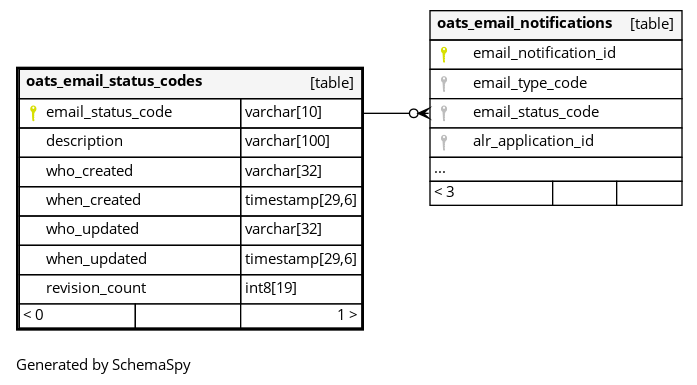 oats_email_status_codes [table]
email_status_code varchar[10]
description varchar[100]
who_created varchar[32]
when_created timestamp[29,6]
who_updated varchar[32]
when_updated timestamp[29,6]
revision_count int8[19]
< 0 1 >
oats_email_notifications [table]
email_notification_id
email_type_code
email_status_code
alr_application_id
...
< 3
Generated by SchemaSpy